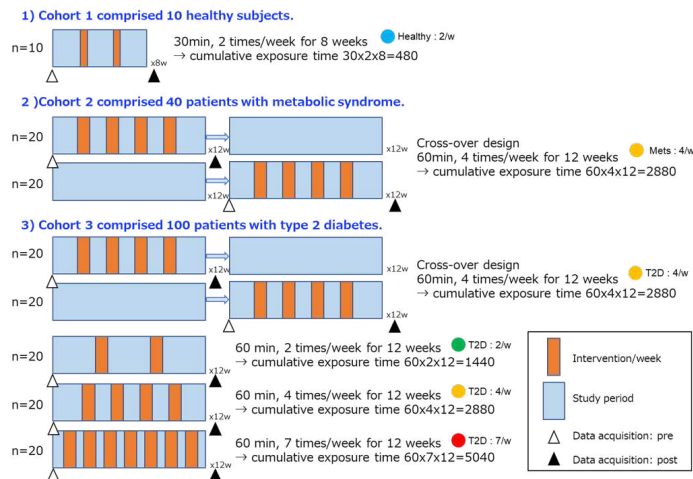 1) Cohort 1 comprised 10 healthy subjects.
n=10
x8w
30min, 2 times/week for 8 weeks
Healthy : 2/w
→ cumulative exposure time 30x2x8=480
2 )Cohort 2 comprised 40 patients with metabolic syndrome.
n=20
x12w
x12w
n=20
x12w
x12w
Cross-over design
60min, 4 times/week for 12 weeks
Mets : 4/w
→ cumulative exposure time 60x4x12=2880
3) Cohort 3 comprised 100 patients with type 2 diabetes.
n=20
x12w
x12w
n=20
x12w
x12w
Cross-over design
60min, 4 times/week for 12 weeks
T2D : 4/w
→ cumulative exposure time 60x4x12=2880
n=20
x12w
60 min, 2 times/week for 12 weeks
T2D : 2/w
→ cumulative exposure time 60x2x12=1440
n=20
x12w
60 min, 4 times/week for 12 weeks
T2D : 4/w
→ cumulative exposure time 60x4x12=2880
n=20
x12w
60 min, 7 times/week for 12 weeks
T2D : 7/w
→ cumulative exposure time 60x7x12=5040
Intervention/week
Study period
Data acquisition: pre
Data acquisition: post